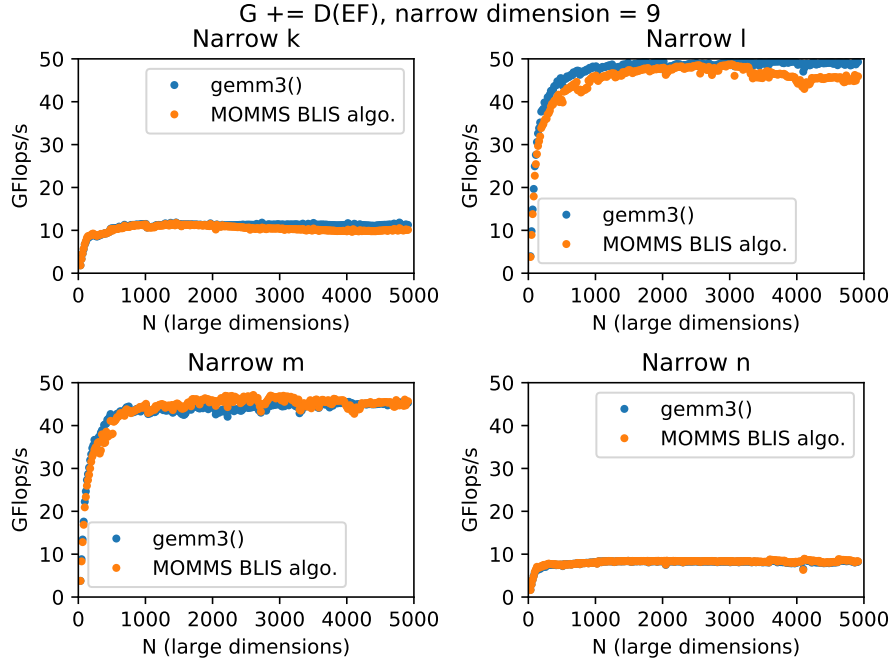 G += D(EF), narrow dimension = 9
Narrow k
50
40
30
20
10
0
GFlops/s
gemm3()
MOMMS BLIS algo.
0 1000 2000 3000 4000 5000
N (large dimensions)
Narrow l
50
40
30
20
10
0
GFlops/s
gemm3()
MOMMS BLIS algo.
0 1000 2000 3000 4000 5000
N (large dimensions)
Narrow m
50
40
30
20
10
0
GFlops/s
gemm3()
MOMMS BLIS algo.
0 1000 2000 3000 4000 5000
N (large dimensions)
Narrow n
50
40
30
20
10
0
GFlops/s
gemm3()
MOMMS BLIS algo.
0 1000 2000 3000 4000 5000
N (large dimensions)